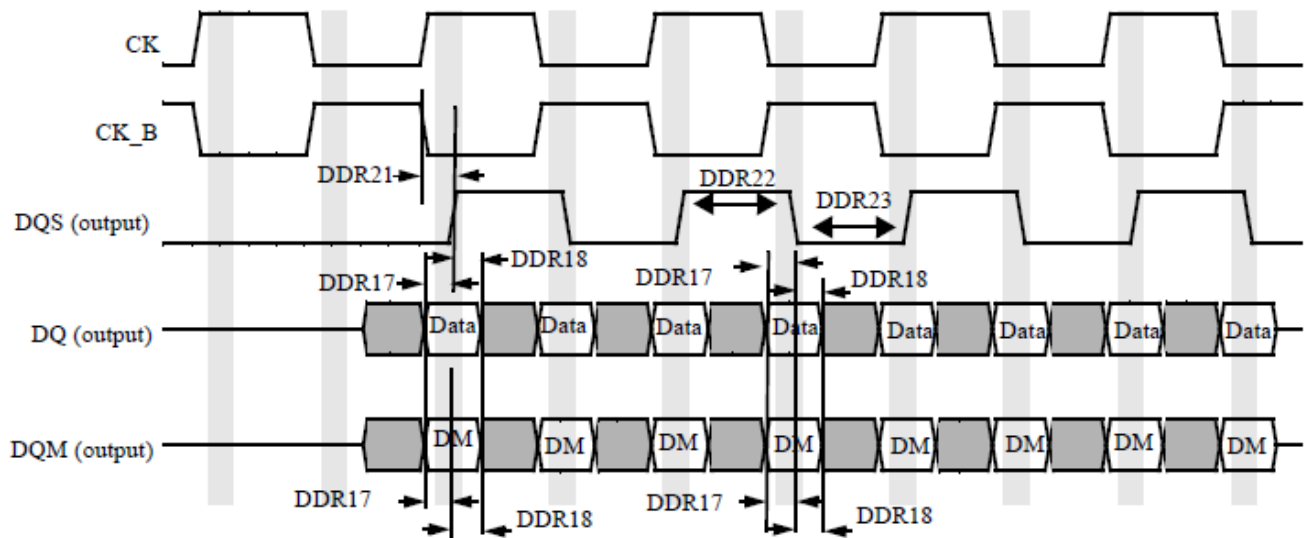 CK
CK_B
DDR21
DDR22
DDR23
DQS (output)
DDR17 DDR18 DDR17 DDR18
DQ (output) Data Data Data Data Data Data Data Data
DQM (output) DM DM DM DM DM DM DM DM
DDR17 DDR18 DDR17 DDR18